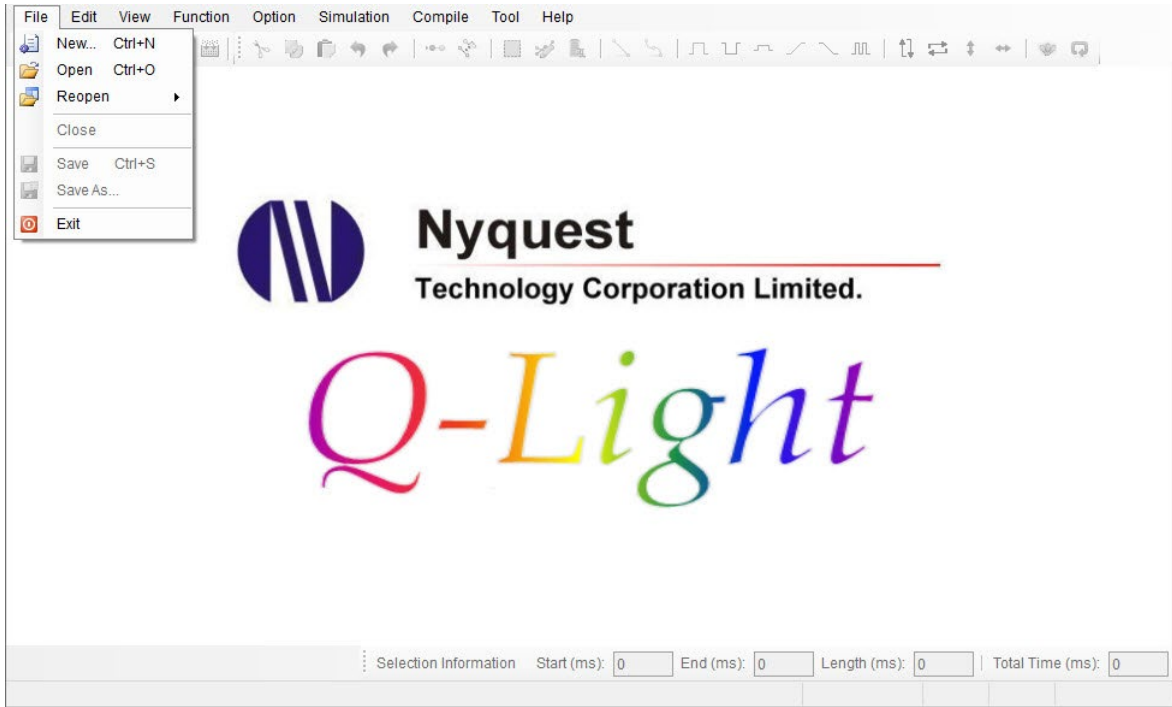 File Edit View Function Option Simulation Compile Tool Help
New... Ctrl+N
Open Ctrl+O
Reopen
Close
Save Ctrl+S
Save As...
Exit
Nyquest
Technology Corporation Limited.
Q-Light
Selection Information Start (ms): 0 End (ms): 0 Length (ms): 0 Total Time (ms): 0